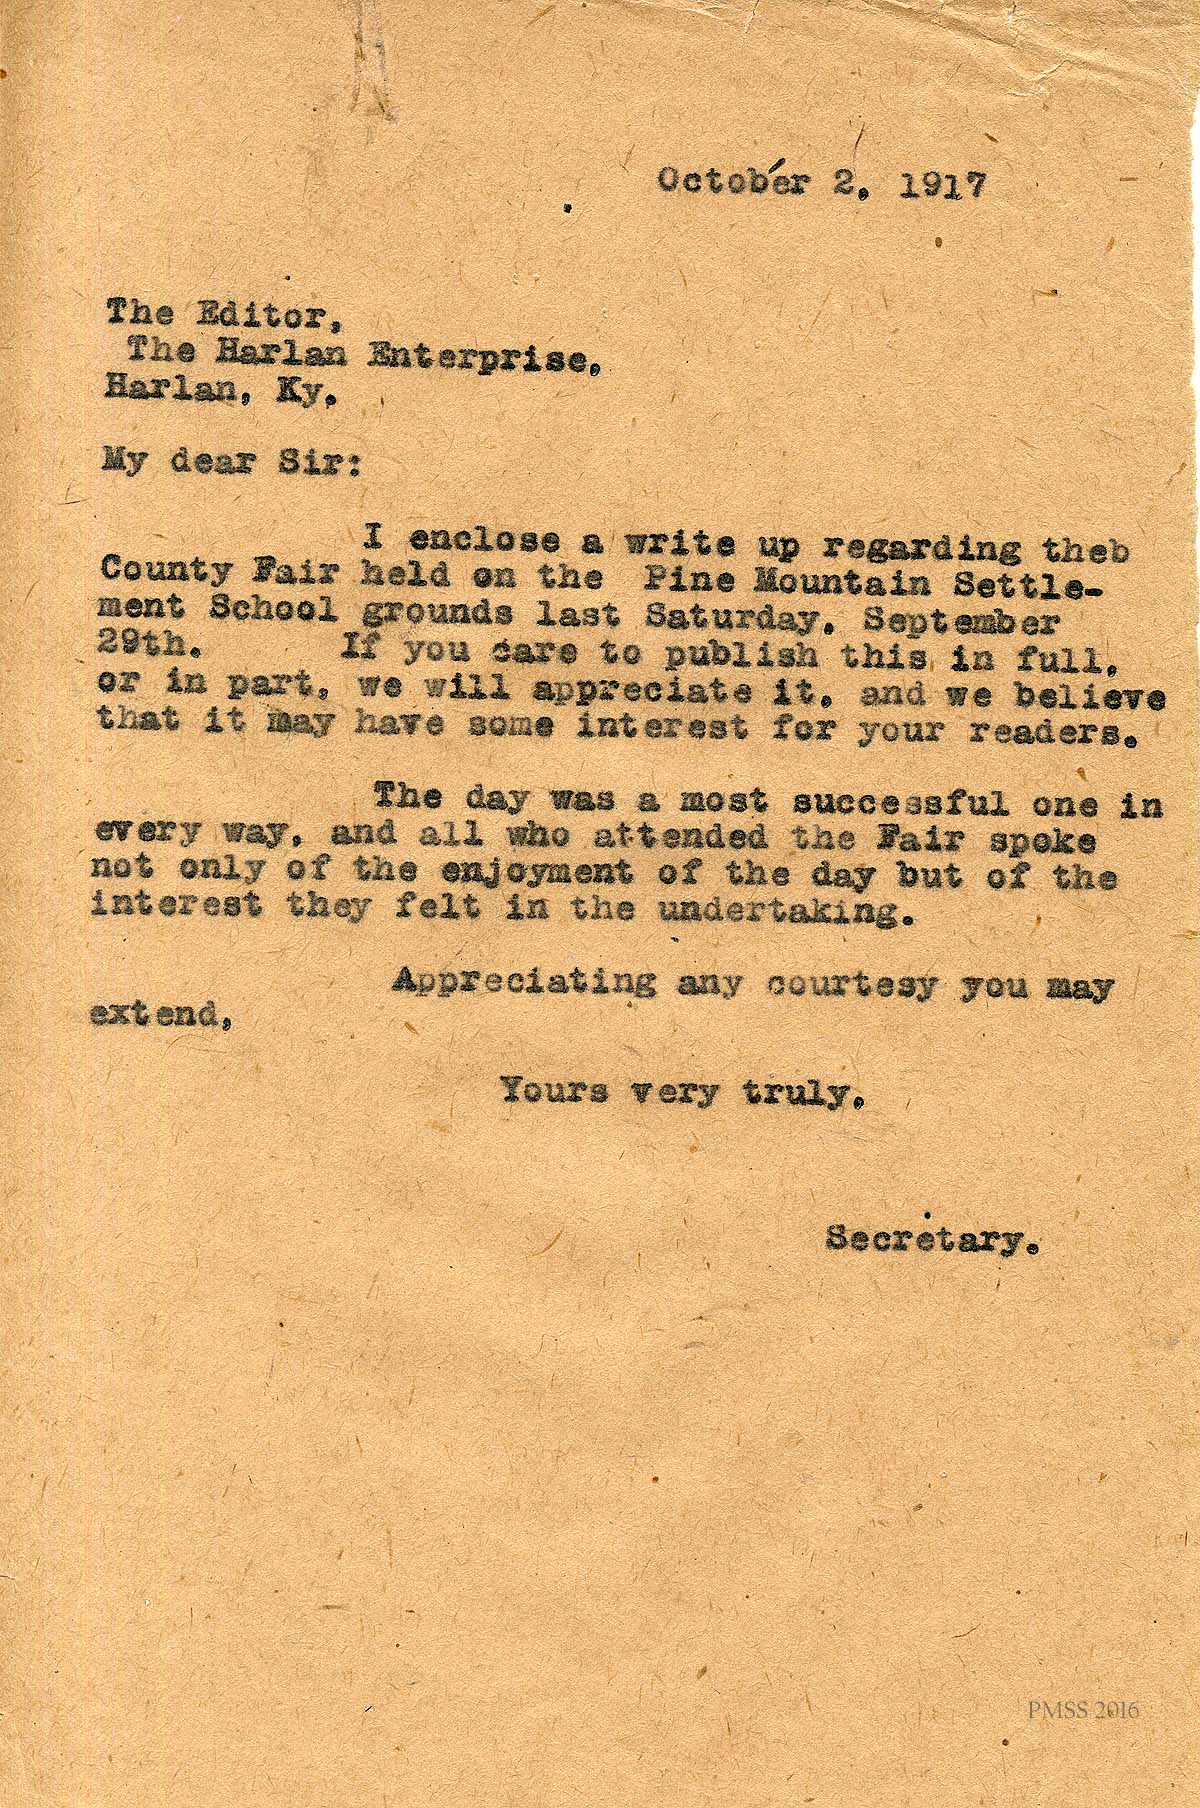 October 2, 1917
The Editor,
The Harlan Enterprise,
Harlan, Ky.
My dear Sir:
I enclose a write up regarding theb
County Fair held on the Pine Mountain Settle-
ment School grounds last Saturday, September
29th. If you care to publish this in full,
or in part, we will appreciate it, and we believe
that it may have some interest for your readers.
The day was a most successful one in
every way, and all who attended the Fair spoke
not only of the enjoyment of the day but of the
interest they felt in the undertaking.
Appreciating any courtesy you may
extend,
Yours very truly,
Secretary.
PMSS 2016